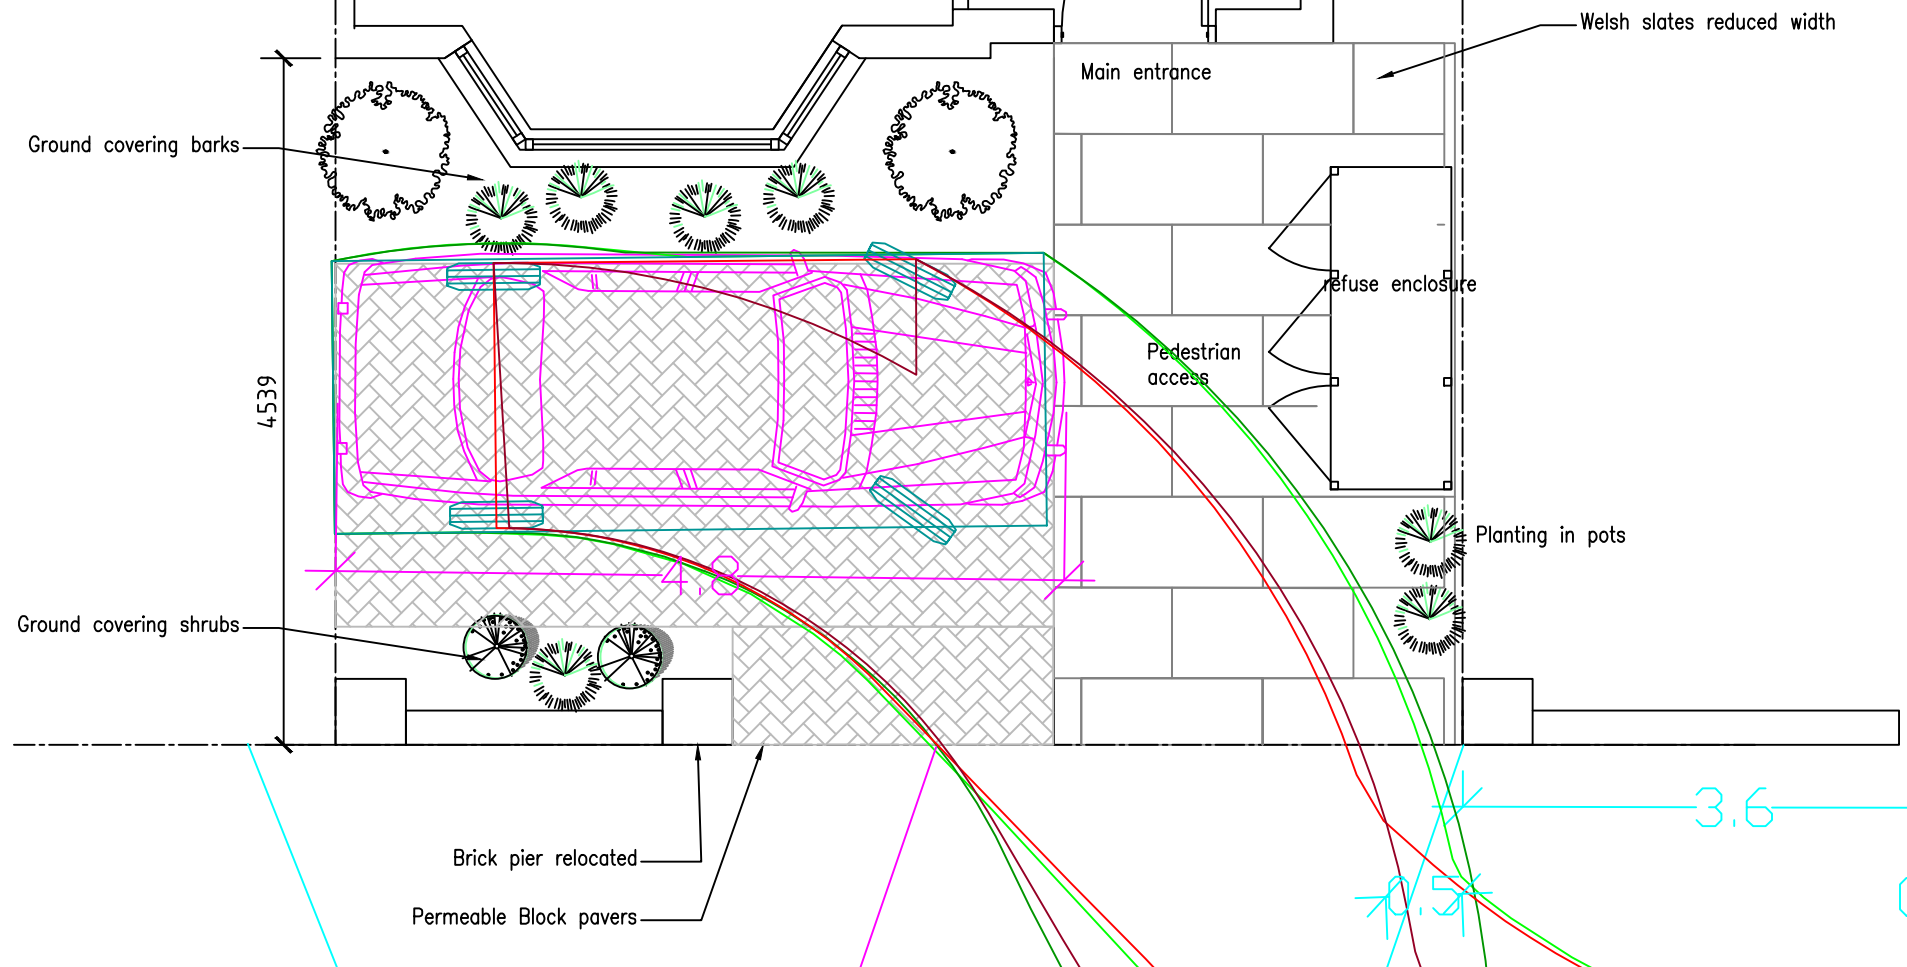 Welsh slates reduced width
Main entrance
Ground covering barks
refuse enclosure
Pedestrian
access
4539
Planting in pots
4.8
Ground covering shrubs
3.6
Brick pier relocated
0.5
Permeable Block pavers